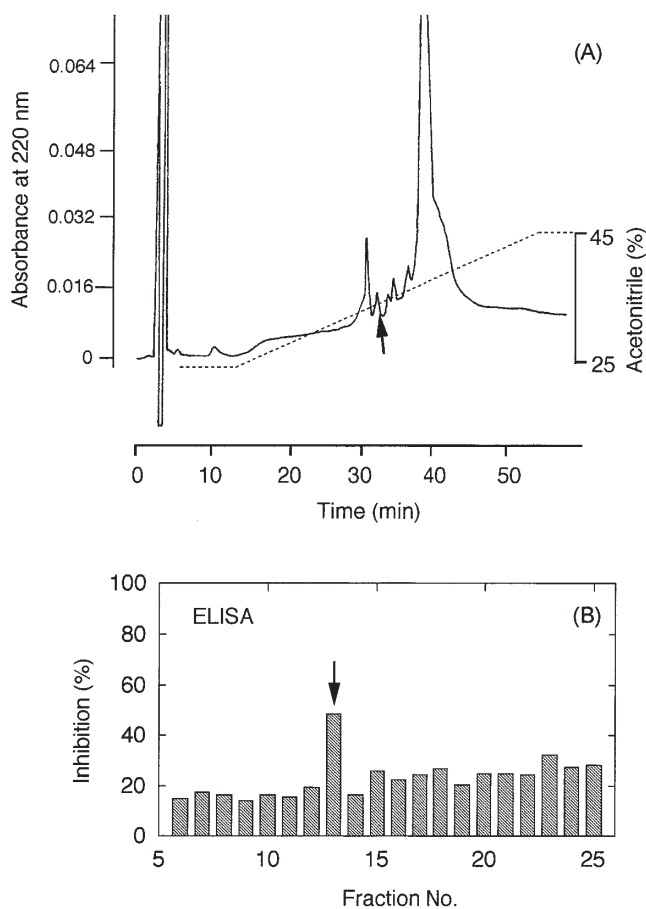 (A)
Absorbance at 220 nm
0.064
0.048
0.032
0.016
0
45
25
Acetonitrile (%)
0 10 20 30 40 50
Time (min)
(B)
ELISA
Inhibition (%)
100
80
60
40
20
0
5 10 15 20 25
Fraction No.